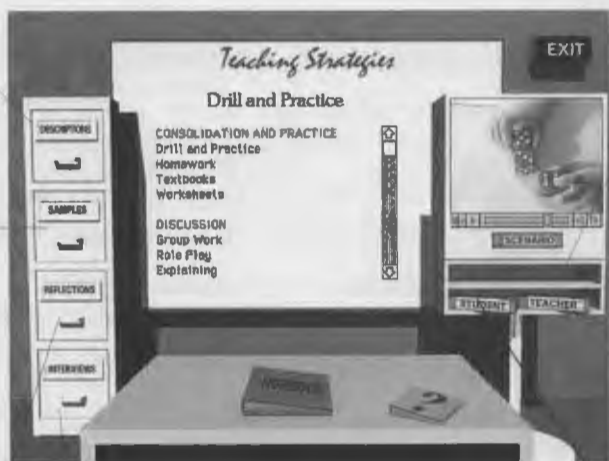 Teaching Strategies
EXIT
Drill and Practice
DESCRIPTIONS
SAMPLES
REFLECTIONS
INTERVIEWS
CONSOLIDATION AND PRACTICE
Drill and Practice
Homework
Textbooks
Worksheets
DISCUSSION
Group Work
Role Play
Explaining
SCENARIO
STUDENT
TEACHER
?